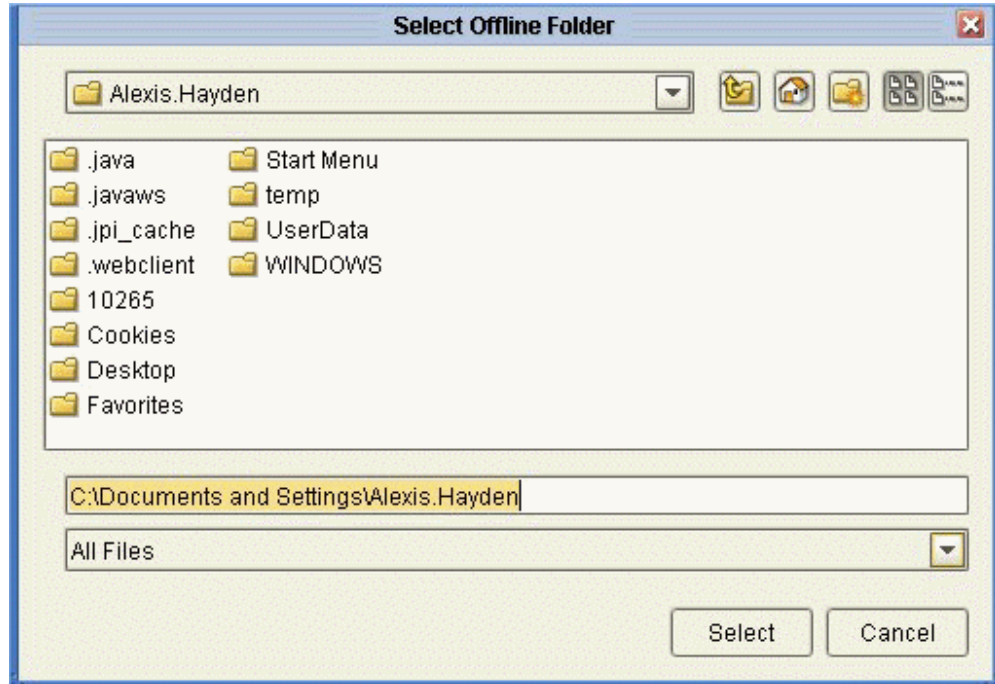 Select Offline Folder
Alexis.Hayden
.java
.javaws
.jpi_cache
.webclient
10265
Cookies
Desktop
Favorites
Start Menu
temp
UserData
WINDOWS
C:\Documents and Settings\Alexis.Hayden
All Files
Select
Cancel